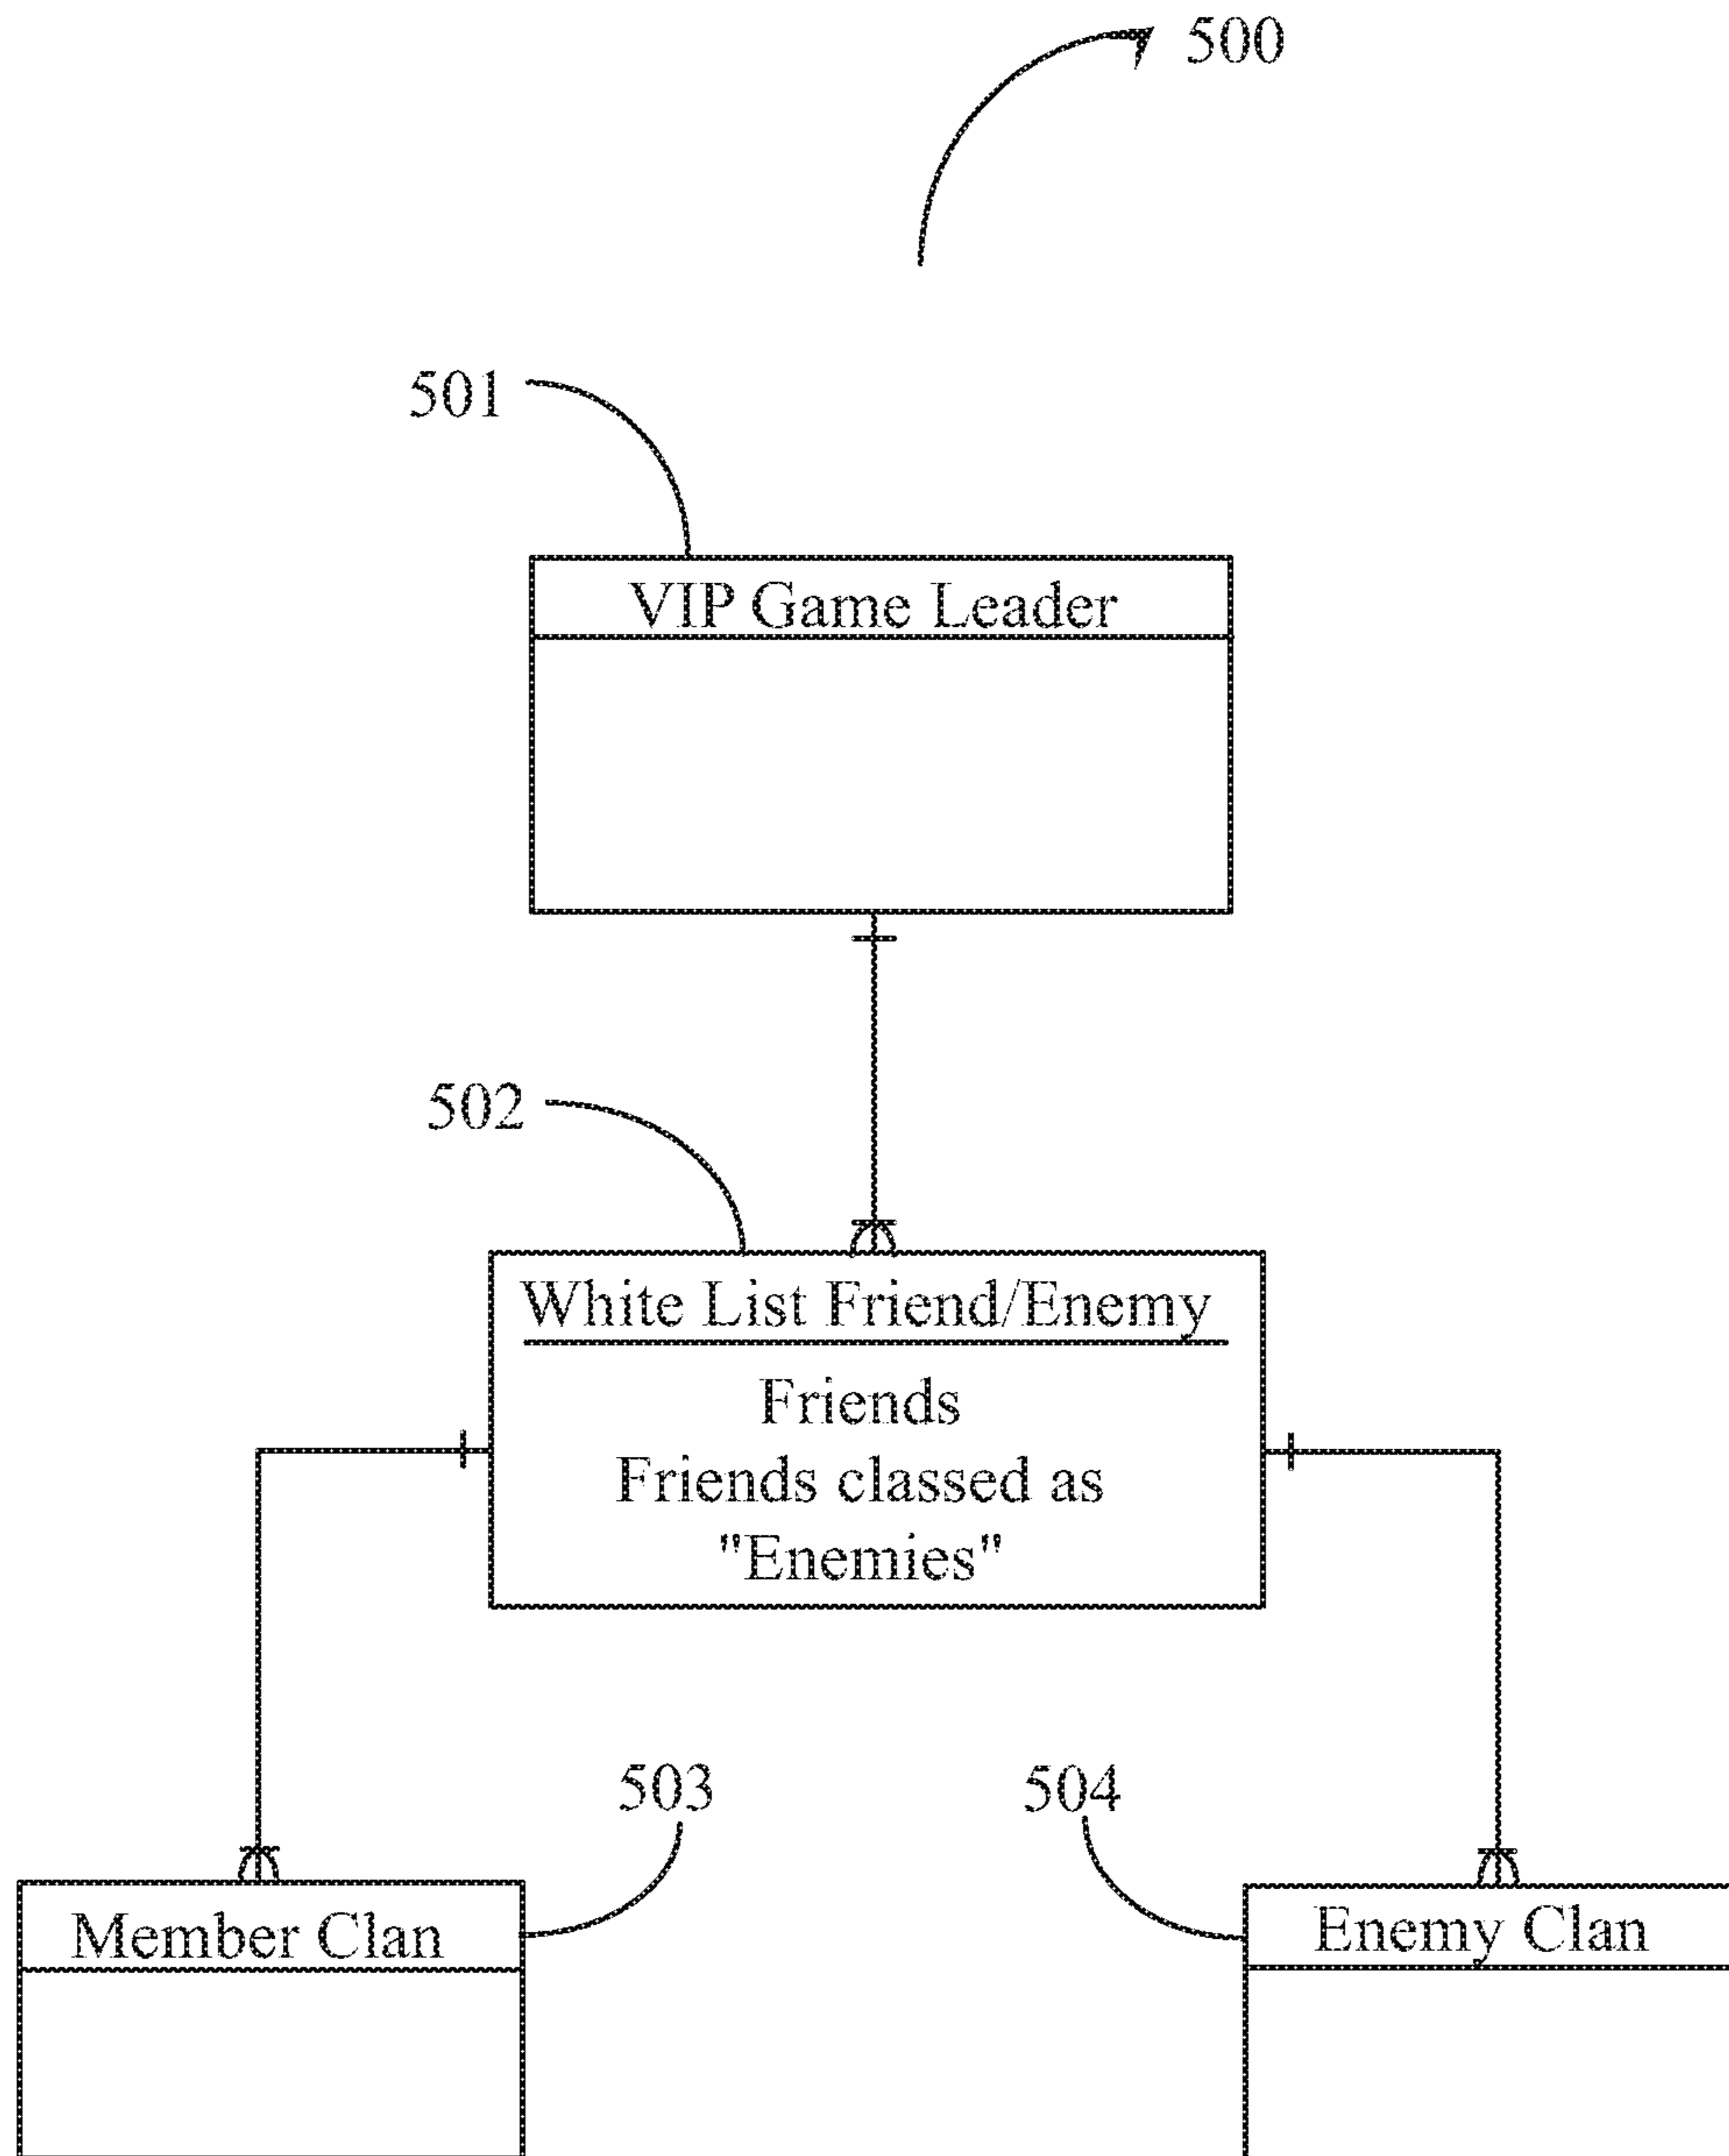 500
501
VIP Game Leader
502
White List Friend/Enemy
Friends
Friends classed as
"Enemies"
503
504
Member Clan
Enemy Clan